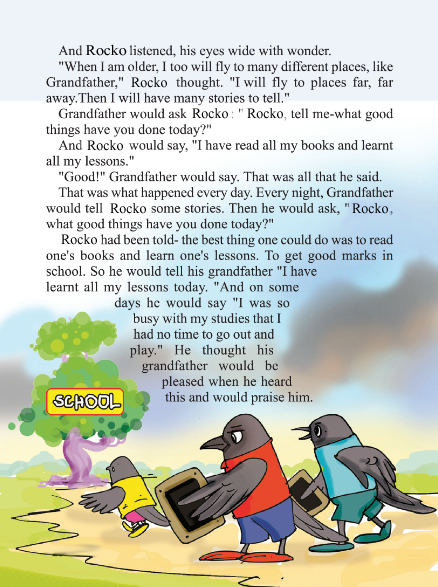 And Rocko listened, his eyes wide with wonder.
"When I am older, I too will fly to many different places, like
Grandfather," Rocko thought. "I will fly to places far, far
away.Then I will have many stories to tell."
Grandfather would ask Rocko : " Rocko, tell me-what good
things have you done today?"
And Rocko would say, "I have read all my books and learnt
all my lessons."
"Good!" Grandfather would say. That was all that he said.
That was what happened every day. Every night, Grandfather
would tell Rocko some stories. Then he would ask, "Rocko,
what good things have you done today?"
Rocko had been told- the best thing one could do was to read
one's books and learn one's lessons. To get good marks in
school. So he would tell his grandfather "I have
learnt all my lessons today. "And on some
days he would say "I was so
busy with my studies that I
had no time to go out and
play." He thought his
grandfather would be
pleased when he heard
this and would praise him.
SCHOOL